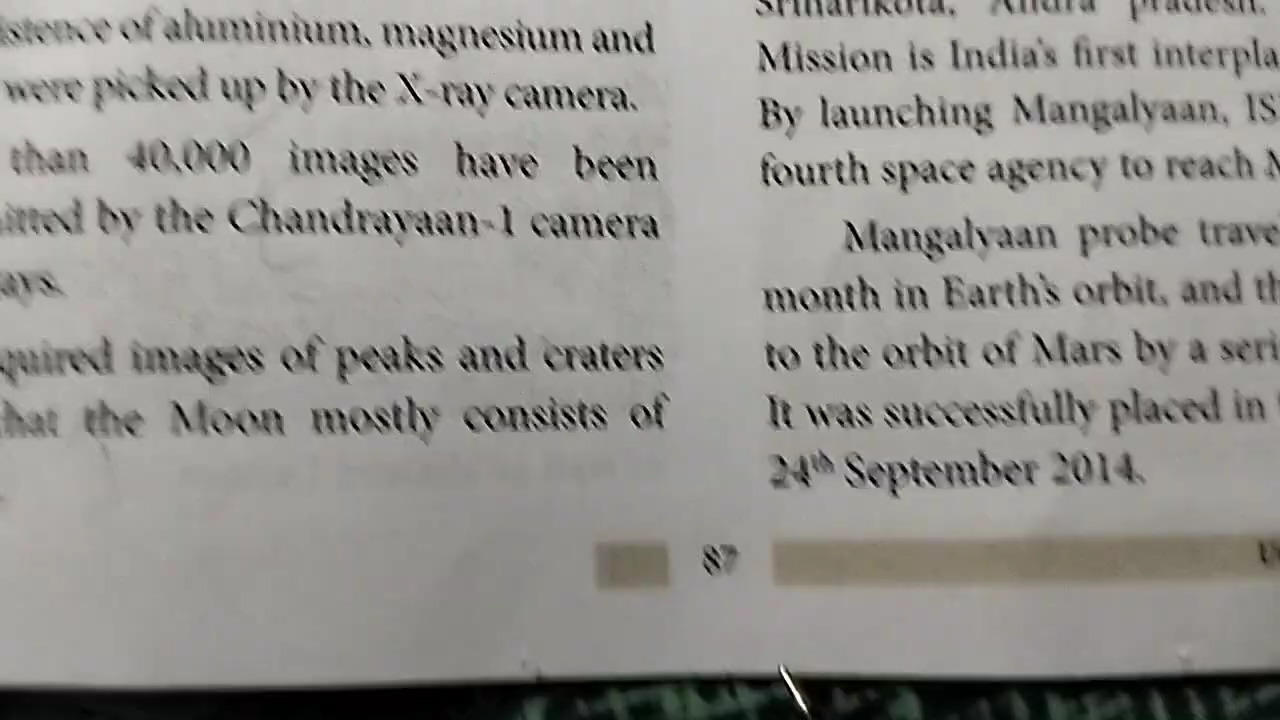 istence of aluminium, magnesium and
were picked up by the X-ray camera.
than 40,000 images have been
itted by the Chandrayaan-1 camera
ays.
quired images of peaks and craters
that the Moon mostly consists of
Sriharikota, Andra pradesh.
Mission is India's first interpla
By launching Mangalyaan, IS
fourth space agency to reach M
Mangalyaan probe trave
month in Earth's orbit, and th
to the orbit of Mars by a seri
It was successfully placed in
24th September 2014.
87